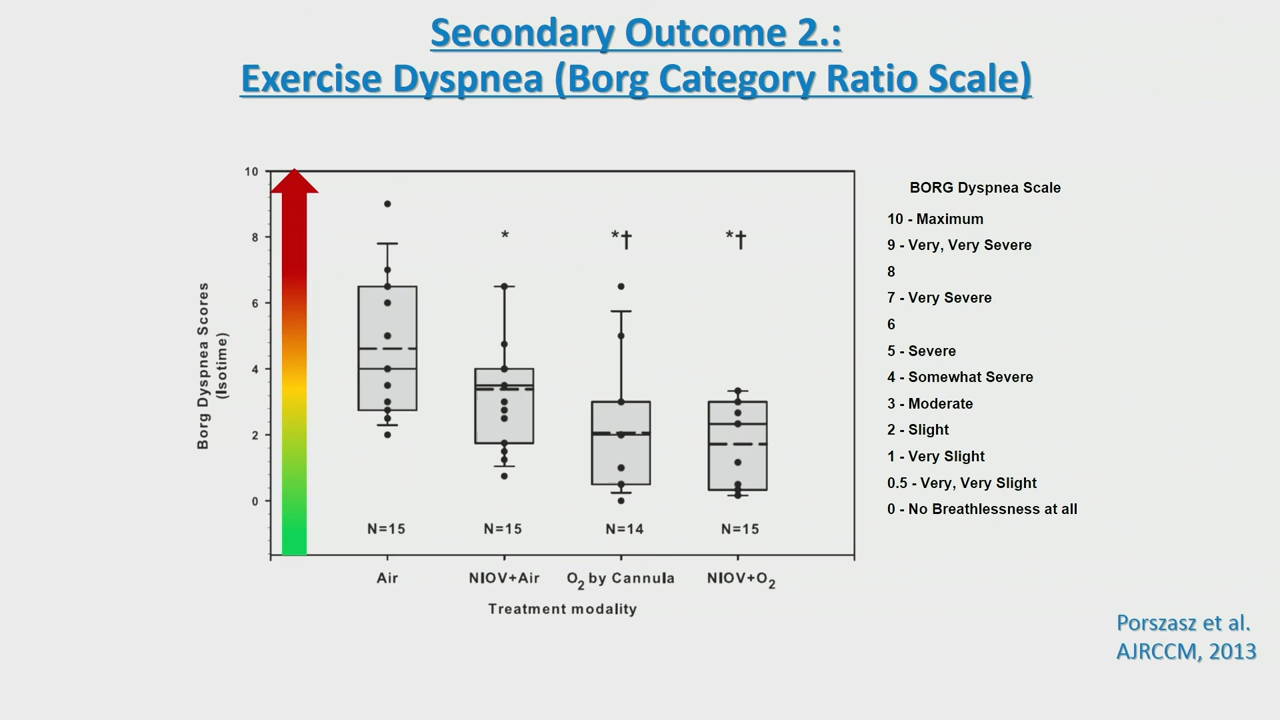 Secondary Outcome 2.:
Exercise Dyspnea (Borg Category Ratio Scale)
10
8
6
4
2
0
Borg Dyspnea Scores
(Isotime)
*
*†
*†
N=15
N=15
N=14
N=15
Air
NIOV+Air
O2 by Cannula
NIOV+O2
Treatment modality
BORG Dyspnea Scale
10 - Maximum
9 - Very, Very Severe
8
7 - Very Severe
6
5 - Severe
4 - Somewhat Severe
3 - Moderate
2 - Slight
1 - Very Slight
0.5 - Very, Very Slight
0 - No Breathlessness at all
Porszasz et al.
AJRCCM, 2013